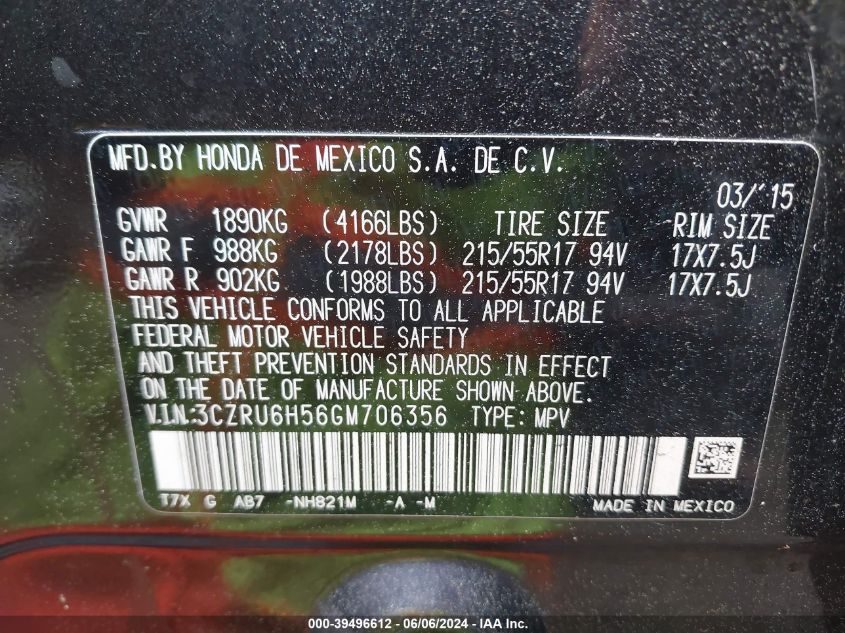 MFD.BY HONDA DE MEXICO S.A. DE C.V.
03/'15
GVWR 1890KG (4166LBS) TIRE SIZE RIM SIZE
GAWR F 988KG (2178LBS) 215/55R17 94V 17X7.5J
GAWR R 902KG (1988LBS) 215/55R17 94V 17X7.5J
THIS VEHICLE CONFORMS TO ALL APPLICABLE
FEDERAL MOTOR VEHICLE SAFETY
AND THEFT PREVENTION STANDARDS IN EFFECT
ON THE DATE OF MANUFACTURE SHOWN ABOVE.
V.I.N.:3CZRU6H56GM706356 TYPE: MPV
T7X G AB7 -NH821M -A -M MADE IN MEXICO
000-39496612 - 06/06/2024 - IAA Inc.